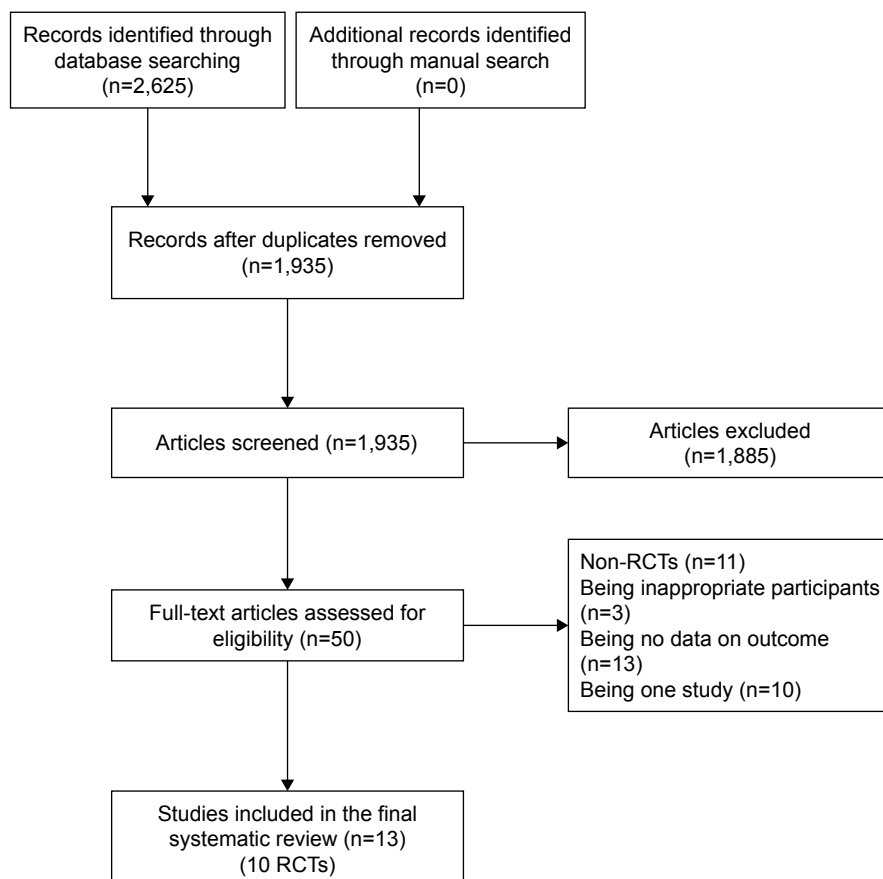 Records identified through
database searching
(n=2,625)
Additional records identified
through manual search
(n=0)
Records after duplicates removed
(n=1,935)
Articles screened (n=1,935)
Articles excluded
(n=1,885)
Full-text articles assessed for
eligibility (n=50)
Non-RCTs (n=11)
Being inappropriate participants
(n=3)
Being no data on outcome
(n=13)
Being one study (n=10)
Studies included in the final
systematic review (n=13)
(10 RCTs)